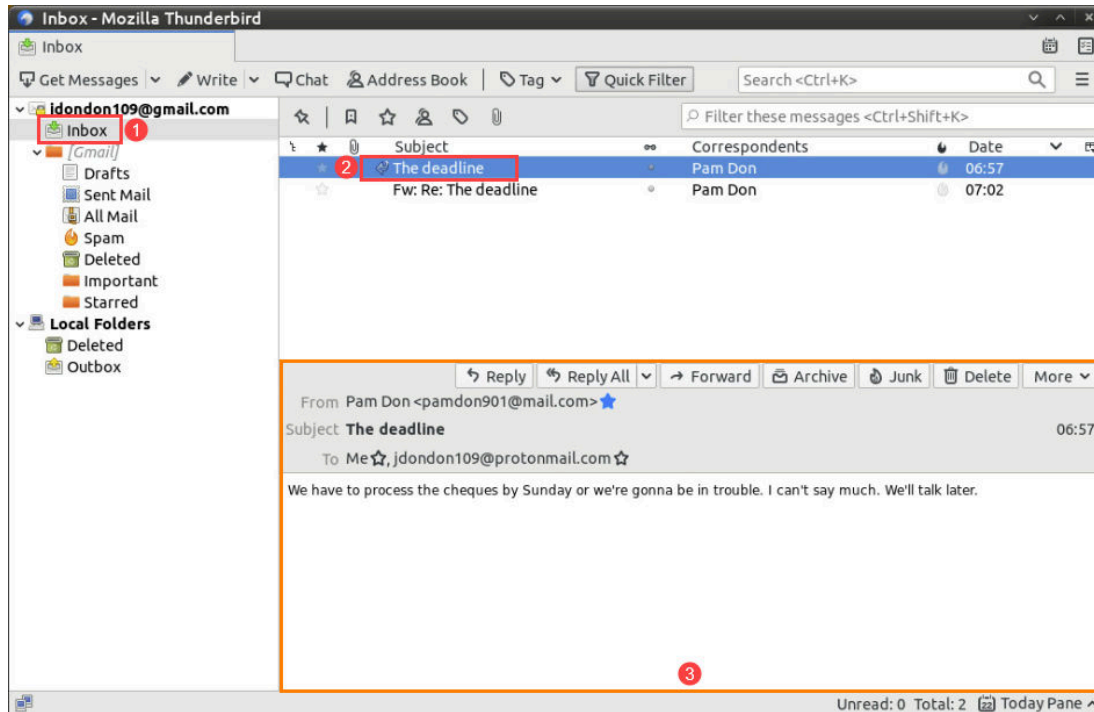 Inbox - Mozilla Thunderbird
Inbox
Get Messages Write Chat Address Book Tag Quick Filter Search <Ctrl+K>
jdondon109@gmail.com
Inbox 1
[Gmail]
Drafts
Sent Mail
All Mail
Spam
Deleted
Important
Starred
Local Folders
Deleted
Outbox
Filter these messages <Ctrl+Shift+K>
Subject Correspondents Date
2 The deadline Pam Don 06:57
Fw: Re: The deadline Pam Don 07:02
Reply Reply All Forward Archive Junk Delete More
From Pam Don <pamdon901@mail.com>
Subject The deadline 06:57
To Me, jdondon109@protonmail.com
We have to process the cheques by Sunday or we're gonna be in trouble. I can't say much. We'll talk later.
3
Unread: 0 Total: 2 22 Today Pane